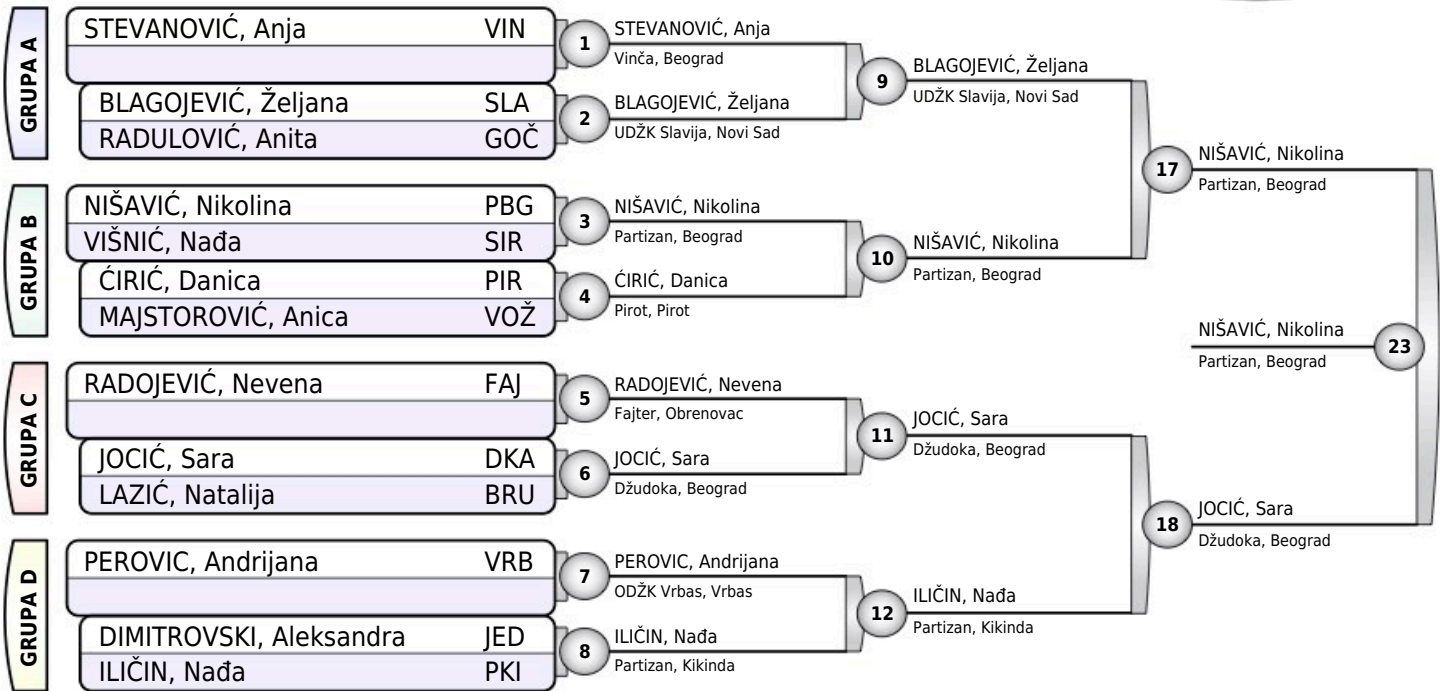 GRUPA A
STEVANOVIĆ, Anja VIN
BLAGOJEVIĆ, Željana SLA
RADULOVIĆ, Anita GOČ
1
STEVANOVIĆ, Anja
Vinča, Beograd
2
BLAGOJEVIĆ, Željana
UDŽK Slavija, Novi Sad
9
BLAGOJEVIĆ, Željana
UDŽK Slavija, Novi Sad
GRUPA B
NIŠAVIĆ, Nikolina PBG
VIŠNIĆ, Nađa SIR
ĆIRIĆ, Danica PIR
MAJSTOROVIĆ, Anica VOŽ
3
NIŠAVIĆ, Nikolina
Partizan, Beograd
4
ĆIRIĆ, Danica
Pirot, Pirot
10
NIŠAVIĆ, Nikolina
Partizan, Beograd
17
NIŠAVIĆ, Nikolina
Partizan, Beograd
GRUPA C
RADOJEVIĆ, Nevena FAJ
JOCIĆ, Sara DKA
LAZIĆ, Natalija BRU
5
RADOJEVIĆ, Nevena
Fajter, Obrenovac
6
JOCIĆ, Sara
Džudoka, Beograd
11
JOCIĆ, Sara
Džudoka, Beograd
GRUPA D
PEROVIC, Andrijana VRB
DIMITROVSKI, Aleksandra JED
ILIČIN, Nađa PKI
7
PEROVIC, Andrijana
ODŽK Vrbas, Vrbas
8
ILIČIN, Nađa
Partizan, Kikinda
12
ILIČIN, Nađa
Partizan, Kikinda
18
JOCIĆ, Sara
Džudoka, Beograd
NIŠAVIĆ, Nikolina
Partizan, Beograd
23